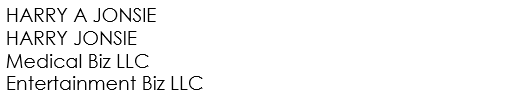 HARRY A JONSIE
HARRY JONSIE
Medical Biz LLC
Entertainment Biz LLC